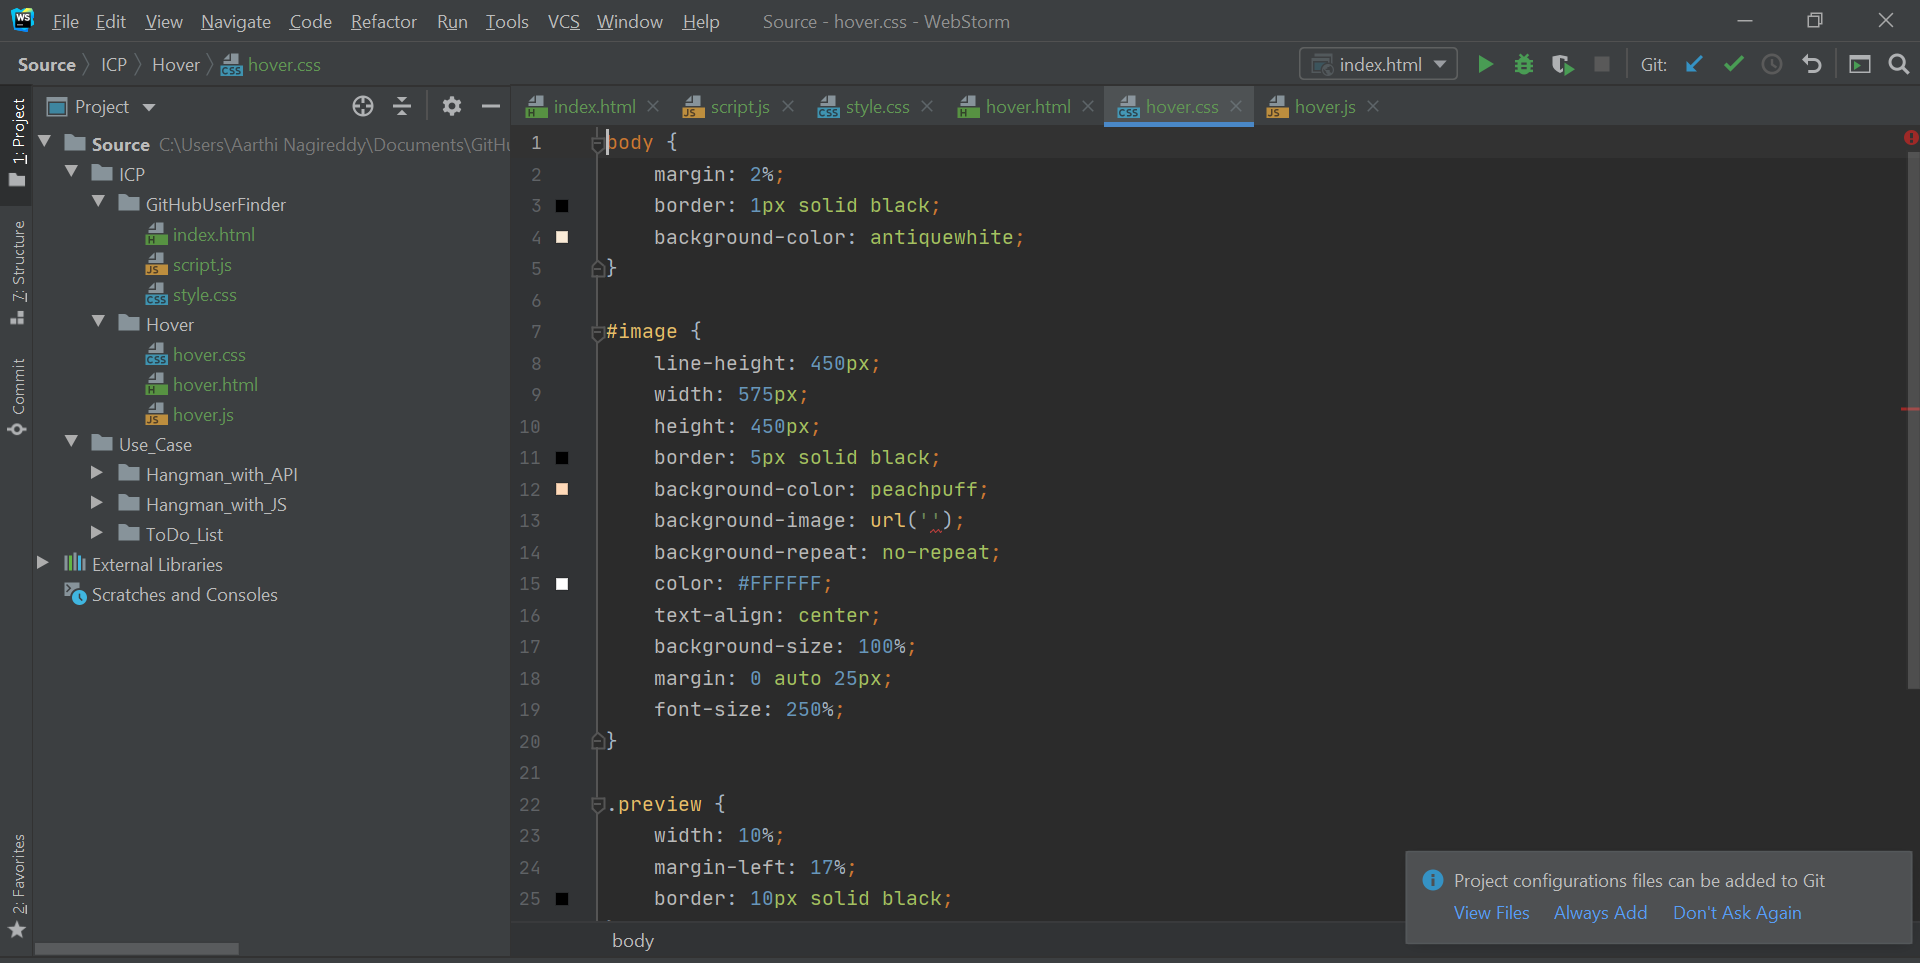 WS File Edit View Navigate Code Refactor Run Tools VCS Window Help Source - hover.css - WebStorm
Source ICP Hover hover.css index.html Git:
1: Project
7: Structure
Commit
2: Favorites
Project
Source C:\Users\Aarthi Nagireddy\Documents\GitHu
ICP
GitHubUserFinder
index.html
script.js
style.css
Hover
hover.css
hover.html
hover.js
Use_Case
Hangman_with_API
Hangman_with_JS
ToDo_List
External Libraries
Scratches and Consoles
index.html script.js style.css hover.html hover.css hover.js
1 body {
2 margin: 2%;
3 border: 1px solid black;
4 background-color: antiquewhite;
5 }
6
7 #image {
8 line-height: 450px;
9 width: 575px;
10 height: 450px;
11 border: 5px solid black;
12 background-color: peachpuff;
13 background-image: url('');
14 background-repeat: no-repeat;
15 color: #FFFFFF;
16 text-align: center;
17 background-size: 100%;
18 margin: 0 auto 25px;
19 font-size: 250%;
20 }
21
22 .preview {
23 width: 10%;
24 margin-left: 17%;
25 border: 10px solid black;
body
Project configurations files can be added to Git
View Files Always Add Don't Ask Again